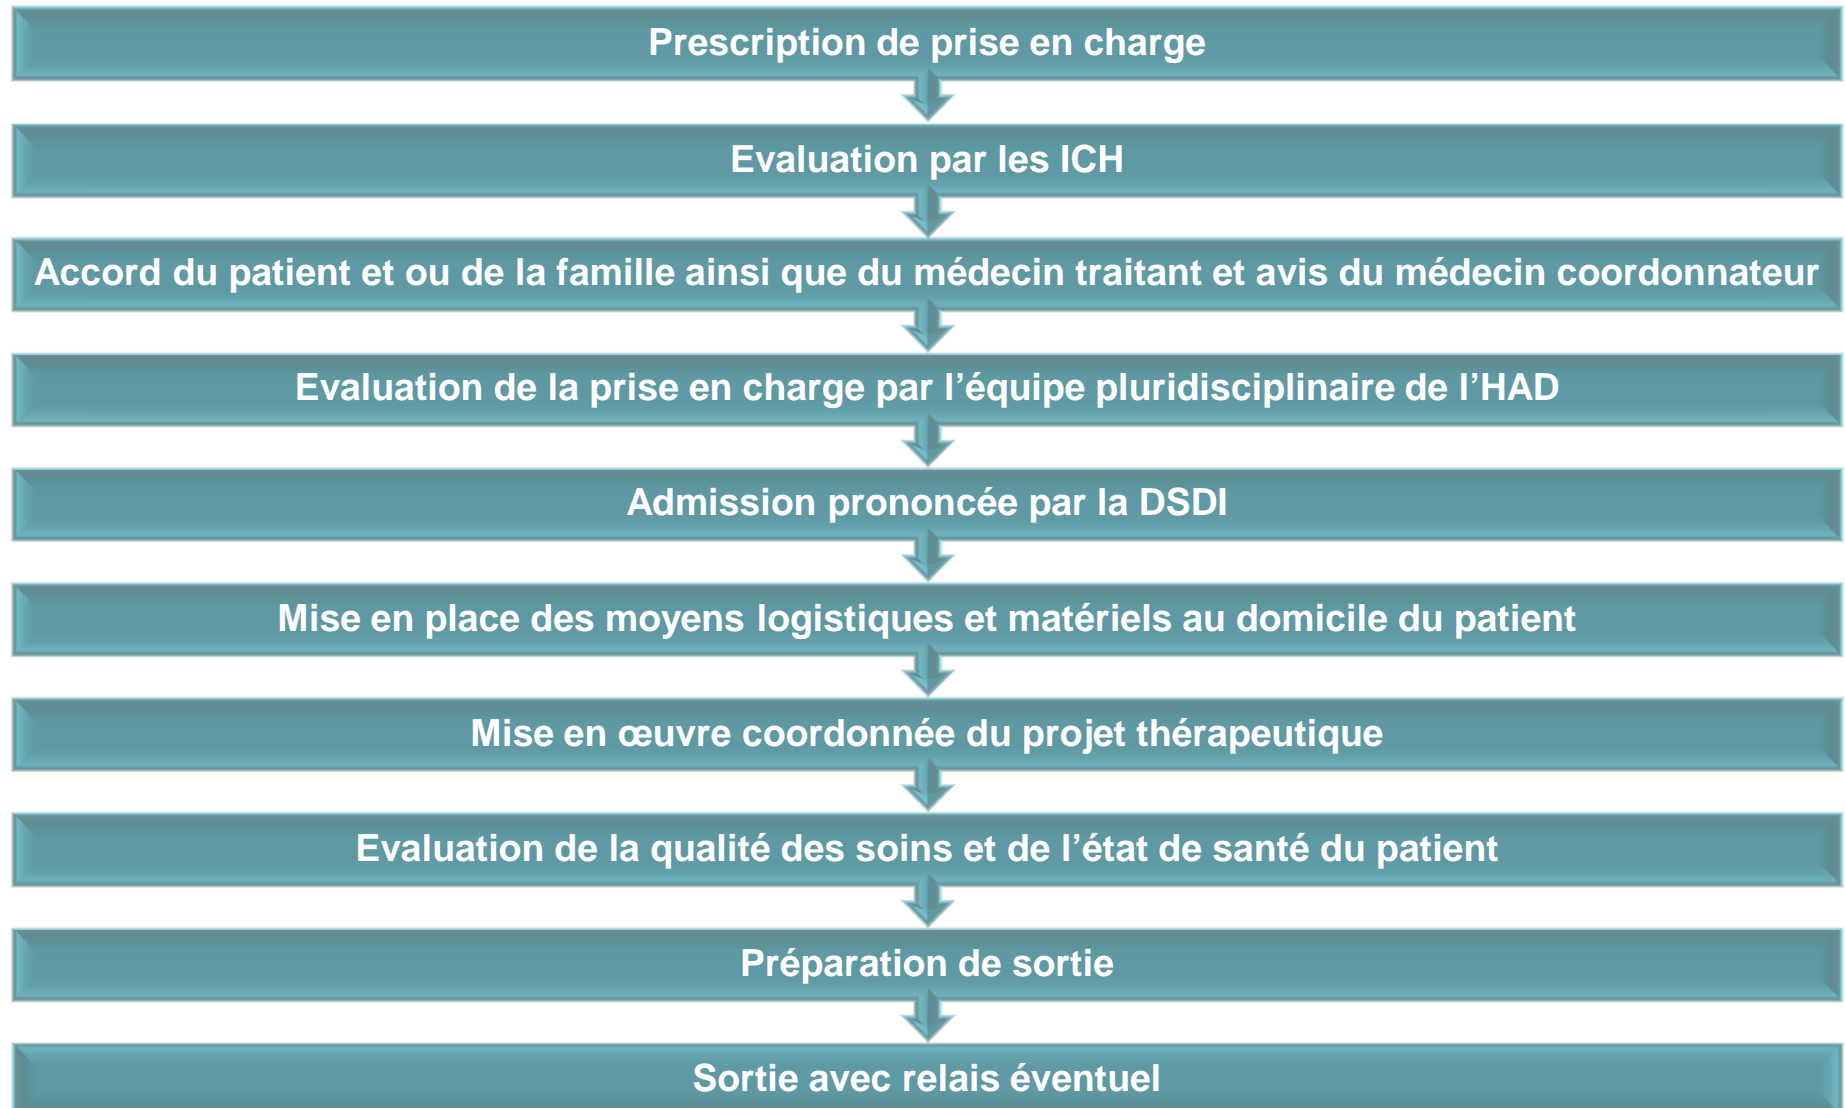 Prescription de prise en charge
Evaluation par les ICH
Accord du patient et ou de la famille ainsi que du médecin traitant et avis du médecin coordonnateur
Evaluation de la prise en charge par l’équipe pluridisciplinaire de l’HAD
Admission prononcée par la DSDI
Mise en place des moyens logistiques et matériels au domicile du patient
Mise en œuvre coordonnée du projet thérapeutique
Evaluation de la qualité des soins et de l’état de santé du patient
Préparation de sortie
Sortie avec relais éventuel